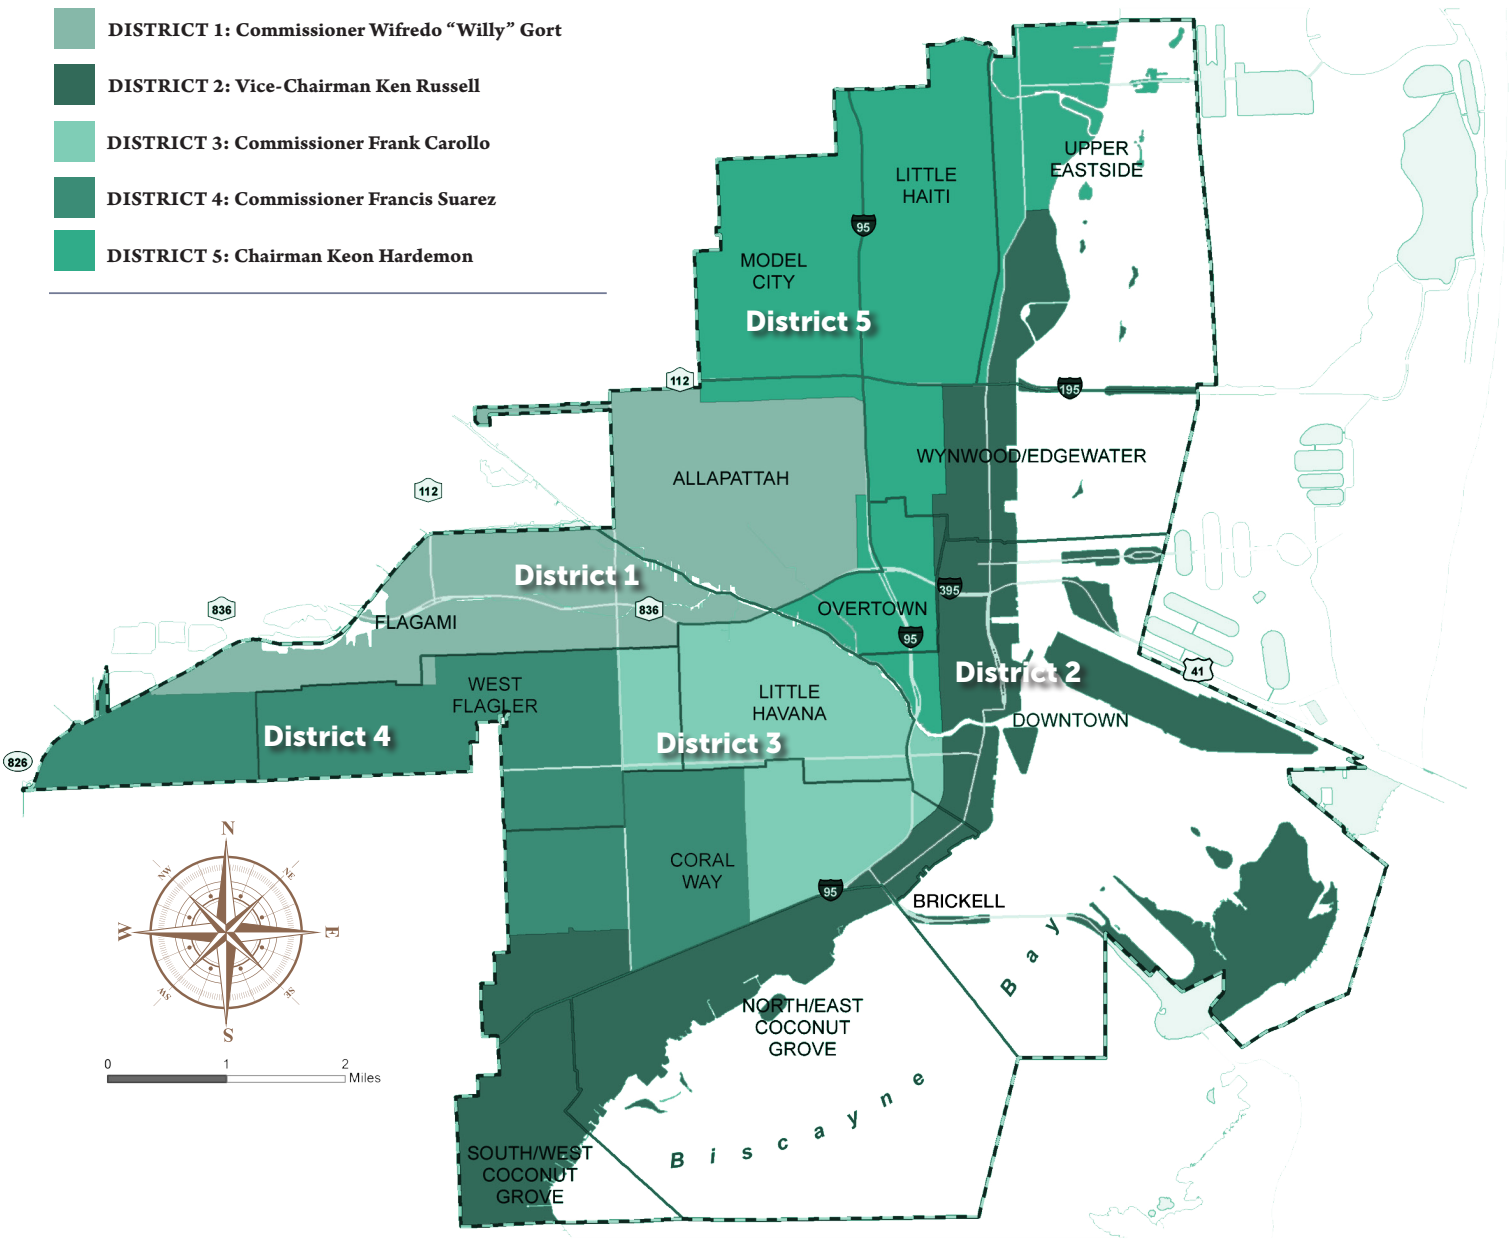 DISTRICT 1: Commissioner Wifredo “Willy” Gort
DISTRICT 2: Vice-Chairman Ken Russell
DISTRICT 3: Commissioner Frank Carollo
DISTRICT 4: Commissioner Francis Suarez
DISTRICT 5: Chairman Keon Hardemon
UPPER
EASTSIDE
LITTLE
HAITI
95
MODEL
CITY
District 5
112
195
WYNWOOD/EDGEWATER
ALLAPATTAH
112
District 1
395
836
836
OVERTOWN
FLAGAMI
95
District 2
41
WEST
FLAGLER
LITTLE
HAVANA
DOWNTOWN
District 4
District 3
826
CORAL
WAY
95
BRICKELL
N
NW
NE
W
E
SW
SE
S
0 1 2
Miles
NORTH/EAST
COCONUT
GROVE
Biscayne Bay
SOUTH/WEST
COCONUT
GROVE